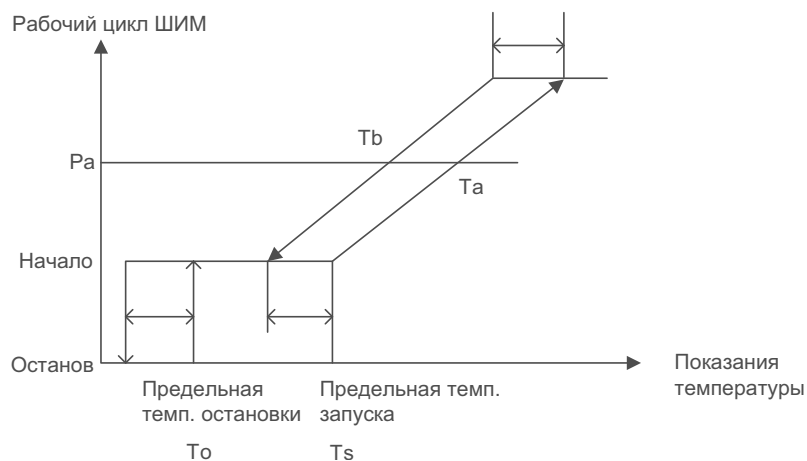 Рабочий цикл ШИМ
Tb
Pa
Ta
Начало
Останов
Показания
температуры
Предельная
темп. остановки
To
Предельная темп.
запуска
Ts